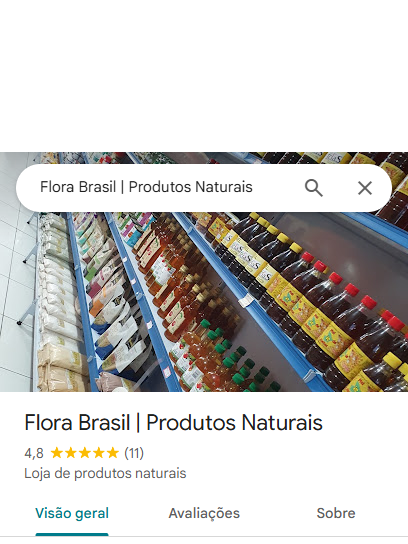 Flora Brasil | Produtos Naturais
Flora Brasil | Produtos Naturais
4,8 (11)
Loja de produtos naturais
Visão geral Avaliações Sobre